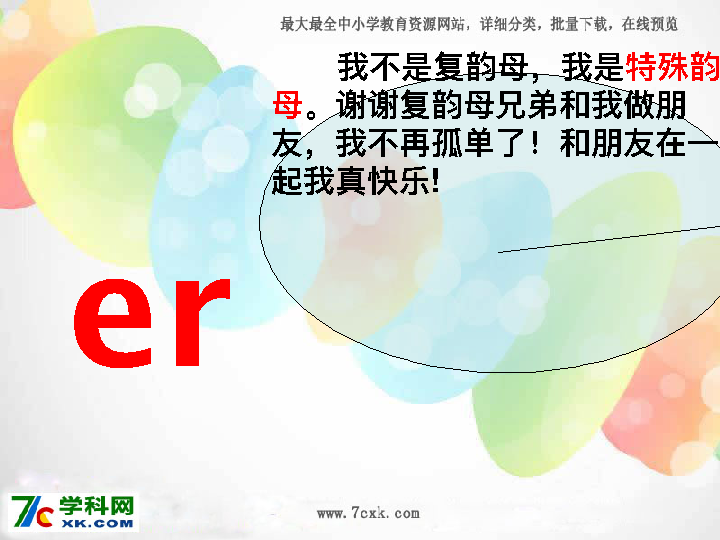 最大最全中小学教育资源网站，详细分类，批量下载，在线预览
我不是复韵母，我是特殊韵
母。谢谢复韵母兄弟和我做朋
友，我不再孤单了！和朋友在一
起我真快乐!
er
学科网
XK.COM
www.7cxk.com